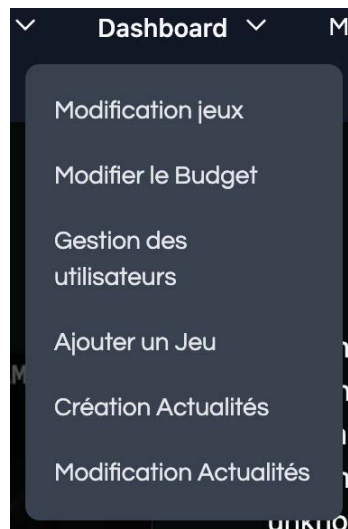 Dashboard M
Modification jeux
Modifier le Budget
Gestion des
utilisateurs
Ajouter un Jeu
Création Actualités
Modification Actualités